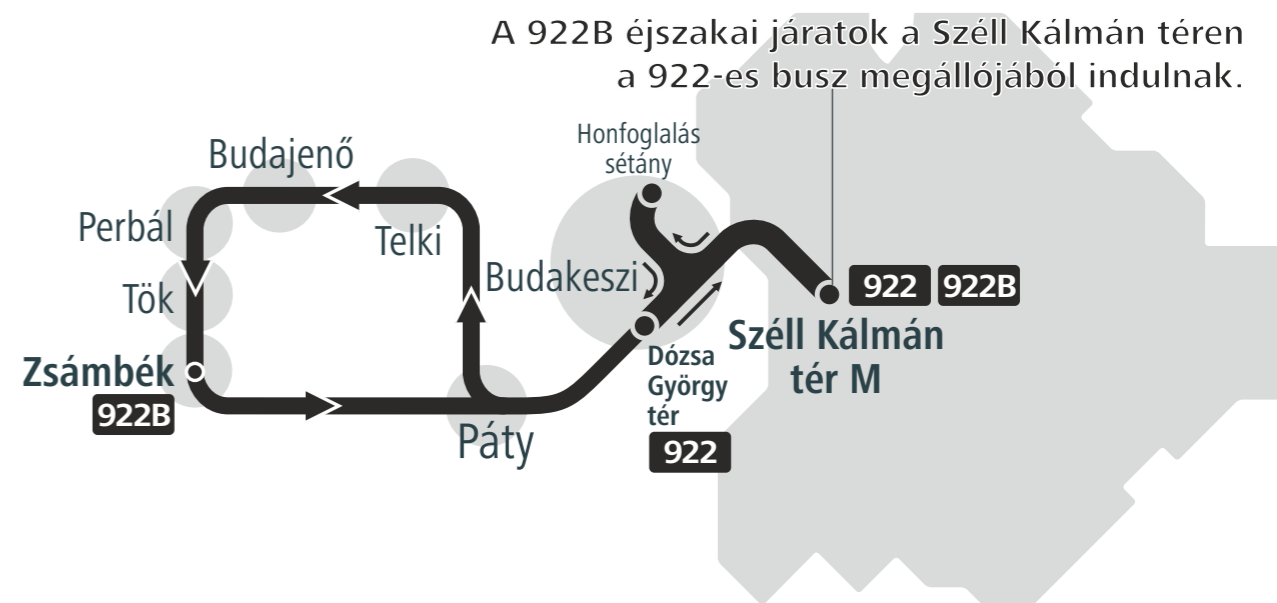 A 922B éjszakai járatok a Széll Kálmán téren
a 922-es busz megállójából indulnak.
Honfoglalás
sétány
Budajenő
Perbál
Telki
Budakeszi
Tök
922 922B
Széll Kálmán
tér M
Zsámbék
922B
Dózsa
György
tér
922
Páty